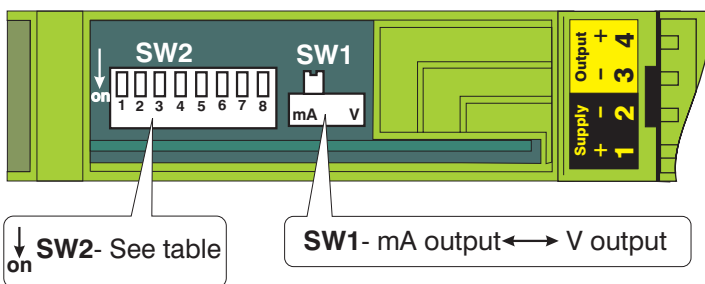 SW2
SW1
on
1 2 3 4 5 6 7 8
mA V
Output
+ 4
- 3
Supply
- 2
+ 1
on SW2- See table
SW1- mA output ⟷ V output